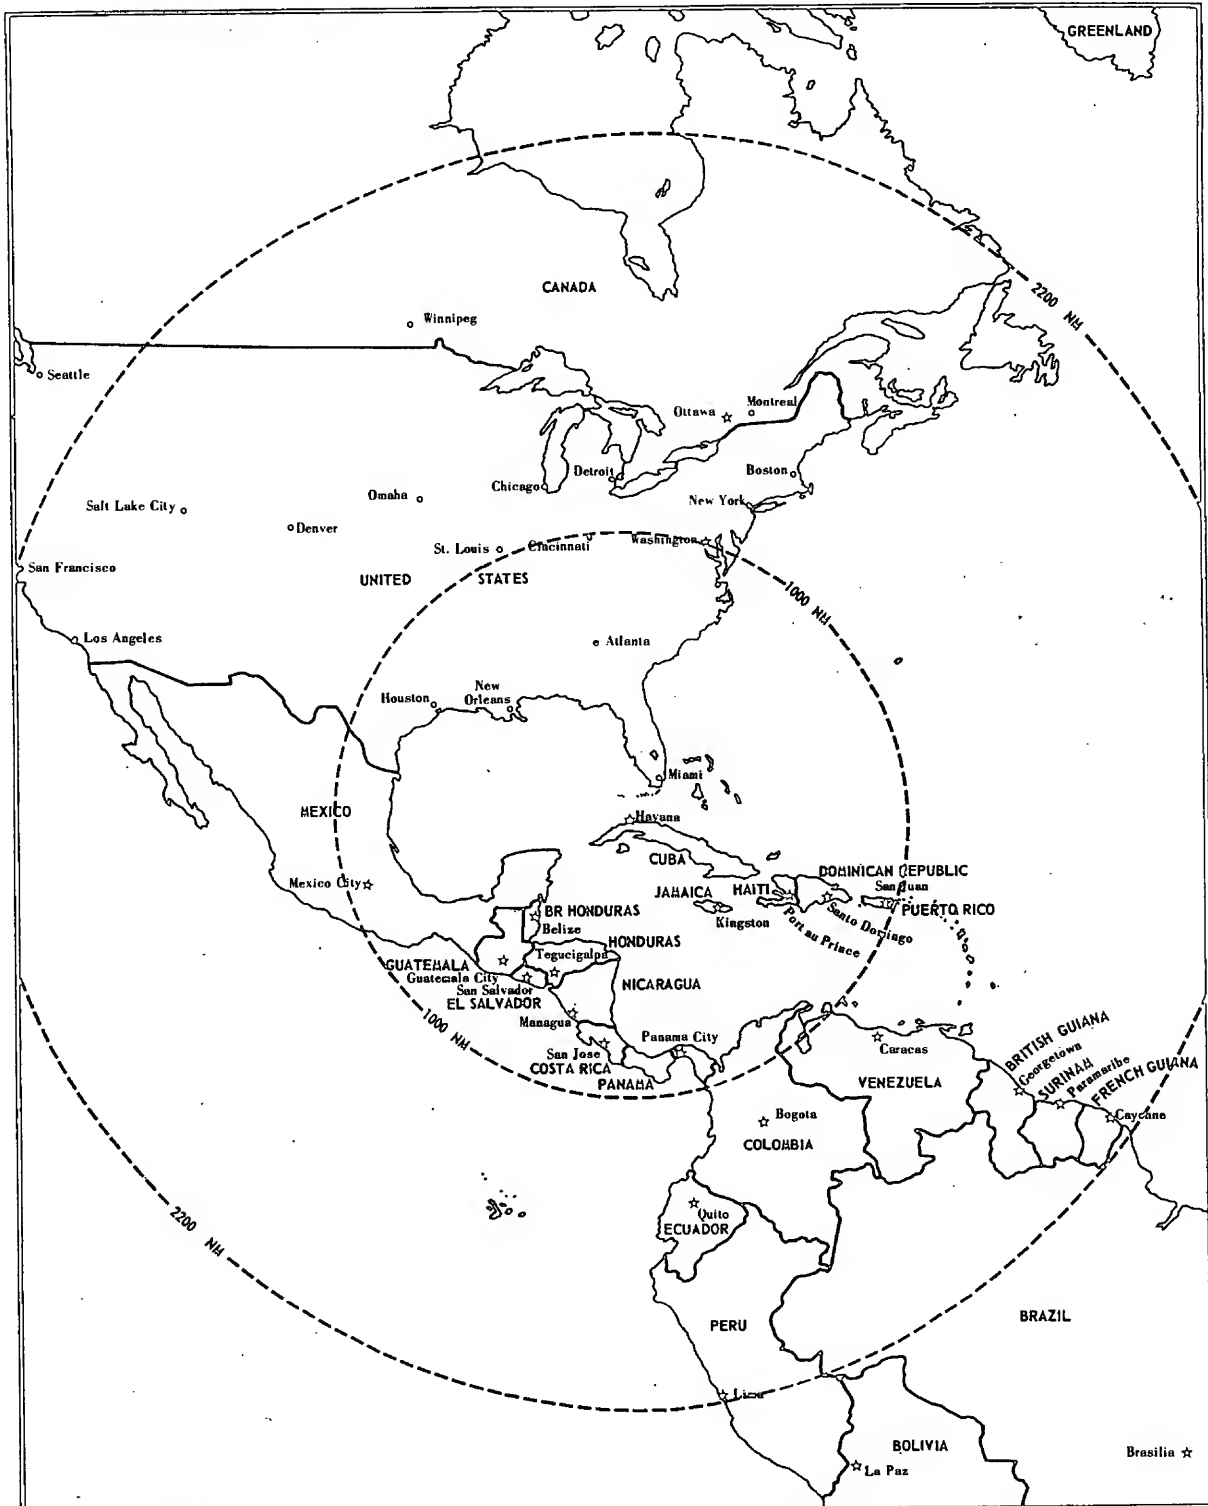 GREENLAND
CANADA
2200 NM
Winnipeg
Seattle
Ottawa
Montreal
Detroit
Boston
Chicago
Omaha
New York
Salt Lake City
Denver
St. Louis
Cincinnati
Washington
San Francisco
UNITED STATES
1000 NM
Los Angeles
Atlanta
Houston
New
Orleans
Miami
MEXICO
Havana
CUBA
DOMINICAN REPUBLIC
Mexico City
JAMAICA
HAITI
San Juan
PUERTO RICO
BR HONDURAS
Belize
Kingston
Santo Domingo
Port au Prince
HONDURAS
Tegucigalpa
GUATEMALA
Guatemala City
San Salvador
EL SALVADOR
NICARAGUA
1000 NM
Managua
Panama City
San Jose
COSTA RICA
PANAMA
Caracas
VENEZUELA
BRITISH GUIANA
Georgetown
SURINAM
Paramaribo
FRENCH GUIANA
Cayenne
Bogota
COLOMBIA
Quito
ECUADOR
2200 NM
PERU
BRAZIL
Lima
BOLIVIA
La Paz
Brasilia